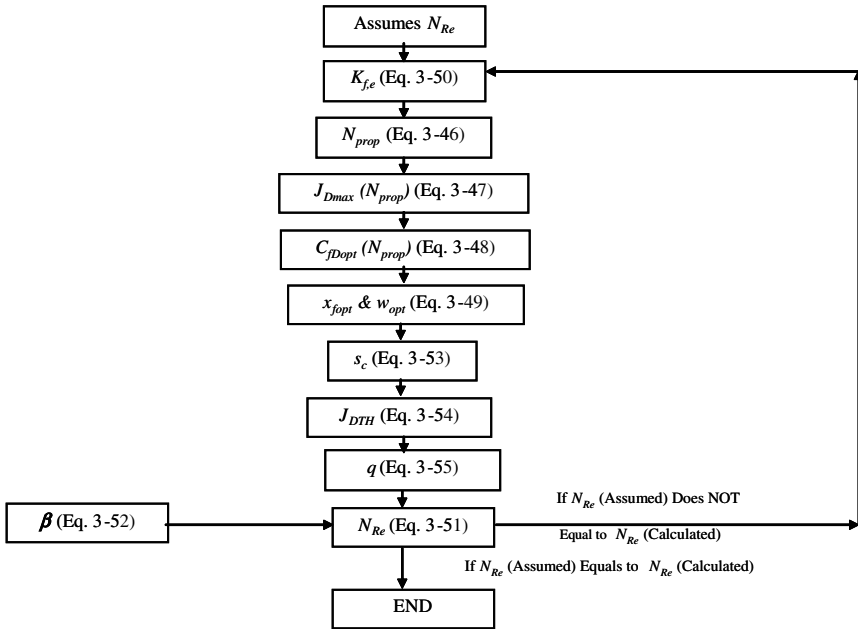 Assumes N_Re
K_f,e (Eq. 3-50)
N_prop (Eq. 3-46)
J_Dmax (N_prop) (Eq. 3-47)
C_fDopt (N_prop) (Eq. 3-48)
x_fopt & w_opt (Eq. 3-49)
s_c (Eq. 3-53)
J_DTH (Eq. 3-54)
q (Eq. 3-55)
β (Eq. 3-52)
N_Re (Eq. 3-51)
If N_Re (Assumed) Does NOT
Equal to N_Re (Calculated)
If N_Re (Assumed) Equals to N_Re (Calculated)
END